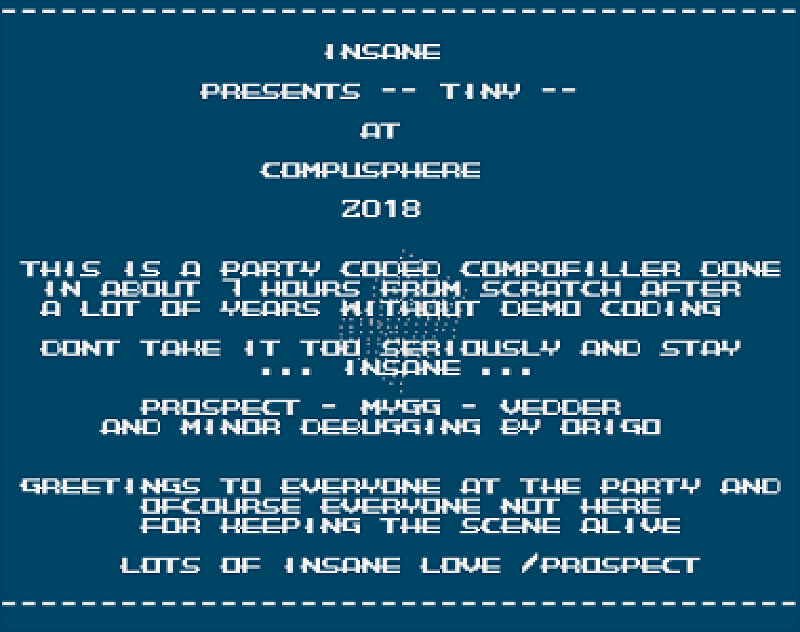 ----------------------------------------
INSANE
PRESENTS -- TINY --
AT
COMPUSPHERE
2018
THIS IS A PARTY CODED COMPOFILLER DONE
IN ABOUT 7 HOURS FROM SCRATCH AFTER
A LOT OF YEARS WITHOUT DEMO CODING
DONT TAKE IT TOO SERIOUSLY AND STAY
... INSANE ...
PROSPECT - MYGG - VEDDER
AND MINOR DEBUGGING BY ORIGO
GREETINGS TO EVERYONE AT THE PARTY AND
OFCOURSE EVERYONE NOT HERE
FOR KEEPING THE SCENE ALIVE
LOTS OF INSANE LOVE /PROSPECT
----------------------------------------